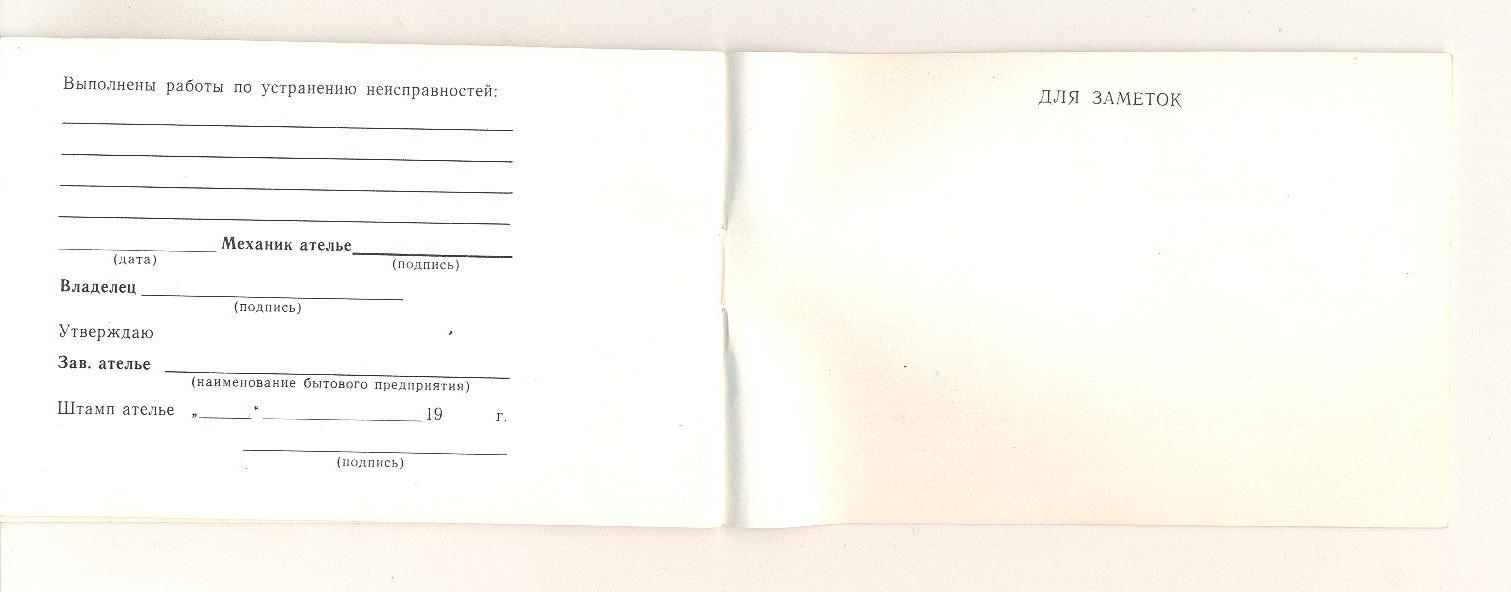 Выполнены работы по устранению неисправностей:
Механик ателье
(дата) (подпись)
Владелец
(подпись)
Утверждаю
Зав. ателье
(наименование бытового предприятия)
Штамп ателье „ “ 19 г.
(подпись)
ДЛЯ ЗАМЕТОК